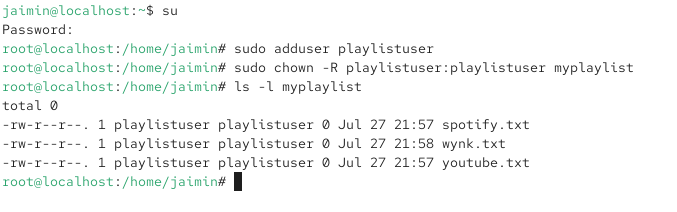 jaimin@localhost:~$ su
Password:
root@localhost:/home/jaimin# sudo adduser playlistuser
root@localhost:/home/jaimin# sudo chown -R playlistuser:playlistuser myplaylist
root@localhost:/home/jaimin# ls -l myplaylist
total 0
-rw-r--r--. 1 playlistuser playlistuser 0 Jul 27 21:57 spotify.txt
-rw-r--r--. 1 playlistuser playlistuser 0 Jul 27 21:58 wynk.txt
-rw-r--r--. 1 playlistuser playlistuser 0 Jul 27 21:57 youtube.txt
root@localhost:/home/jaimin#